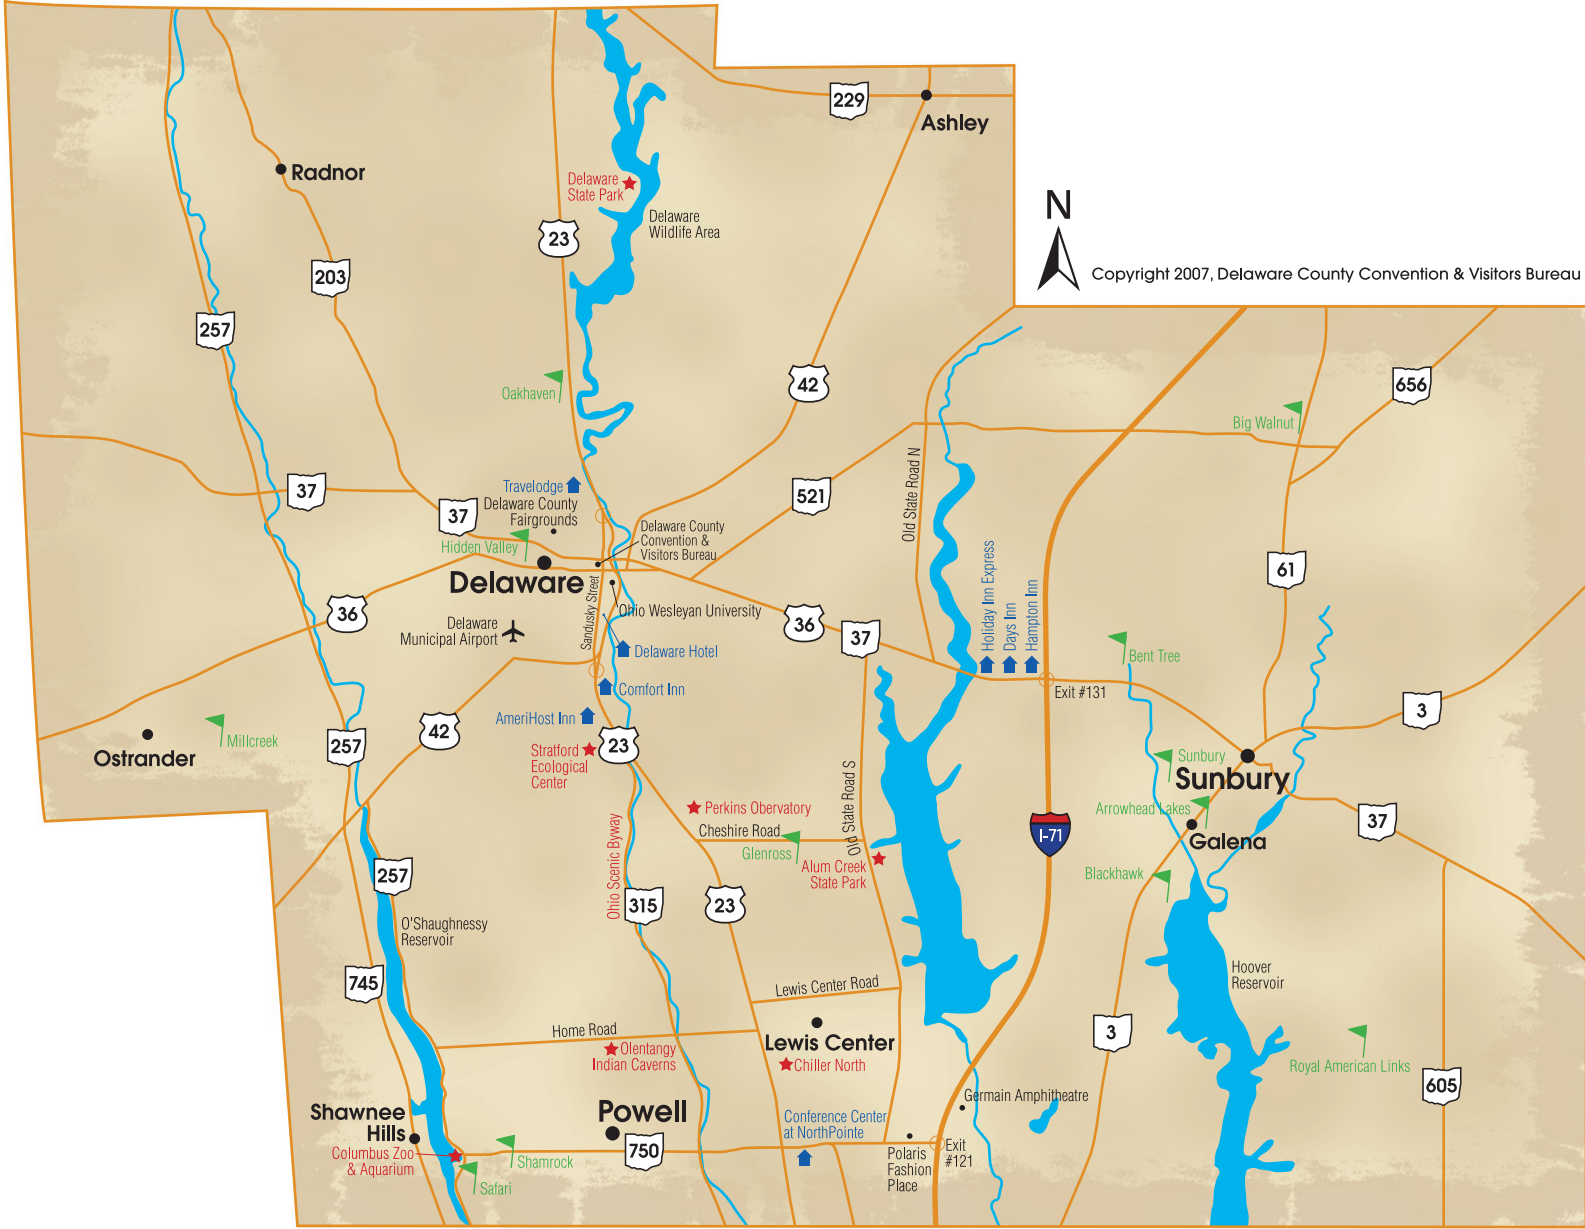 229
Ashley
Radnor
Delaware
State Park
Delaware
Wildlife Area
N
23
Copyright 2007, Delaware County Convention & Visitors Bureau
203
257
Oakhaven
42
656
Big Walnut
Old State Road N
37
Travelodge
Delaware County
Fairgrounds
37
521
Hidden Valley
Delaware County
Convention &
Visitors Bureau
Delaware
61
Sandusky Street
Ohio Wesleyan University
36
Delaware
Municipal Airport
36
37
Holiday Inn Express
Days Inn
Hampton Inn
Delaware Hotel
Bent Tree
Comfort Inn
Exit #131
AmeriHost Inn
3
42
Millcreek
257
23
Ostrander
Stratford
Ecological
Center
Sunbury
Sunbury
Perkins Obervatory
Old State Road S
Arrowhead Lakes
Cheshire Road
37
I-71
Galena
Glenross
Ohio Scenic Byway
Alum Creek
State Park
257
Blackhawk
315
23
O'Shaughnessy
Reservoir
Hoover
Reservoir
745
Lewis Center Road
Home Road
3
Lewis Center
Olentangy
Indian Caverns
Chiller North
Royal American Links
605
Germain Amphitheatre
Shawnee
Hills
Powell
Conference Center
at NorthPointe
Columbus Zoo
& Aquarium
Shamrock
750
Polaris
Fashion
Place
Exit
#121
Safari